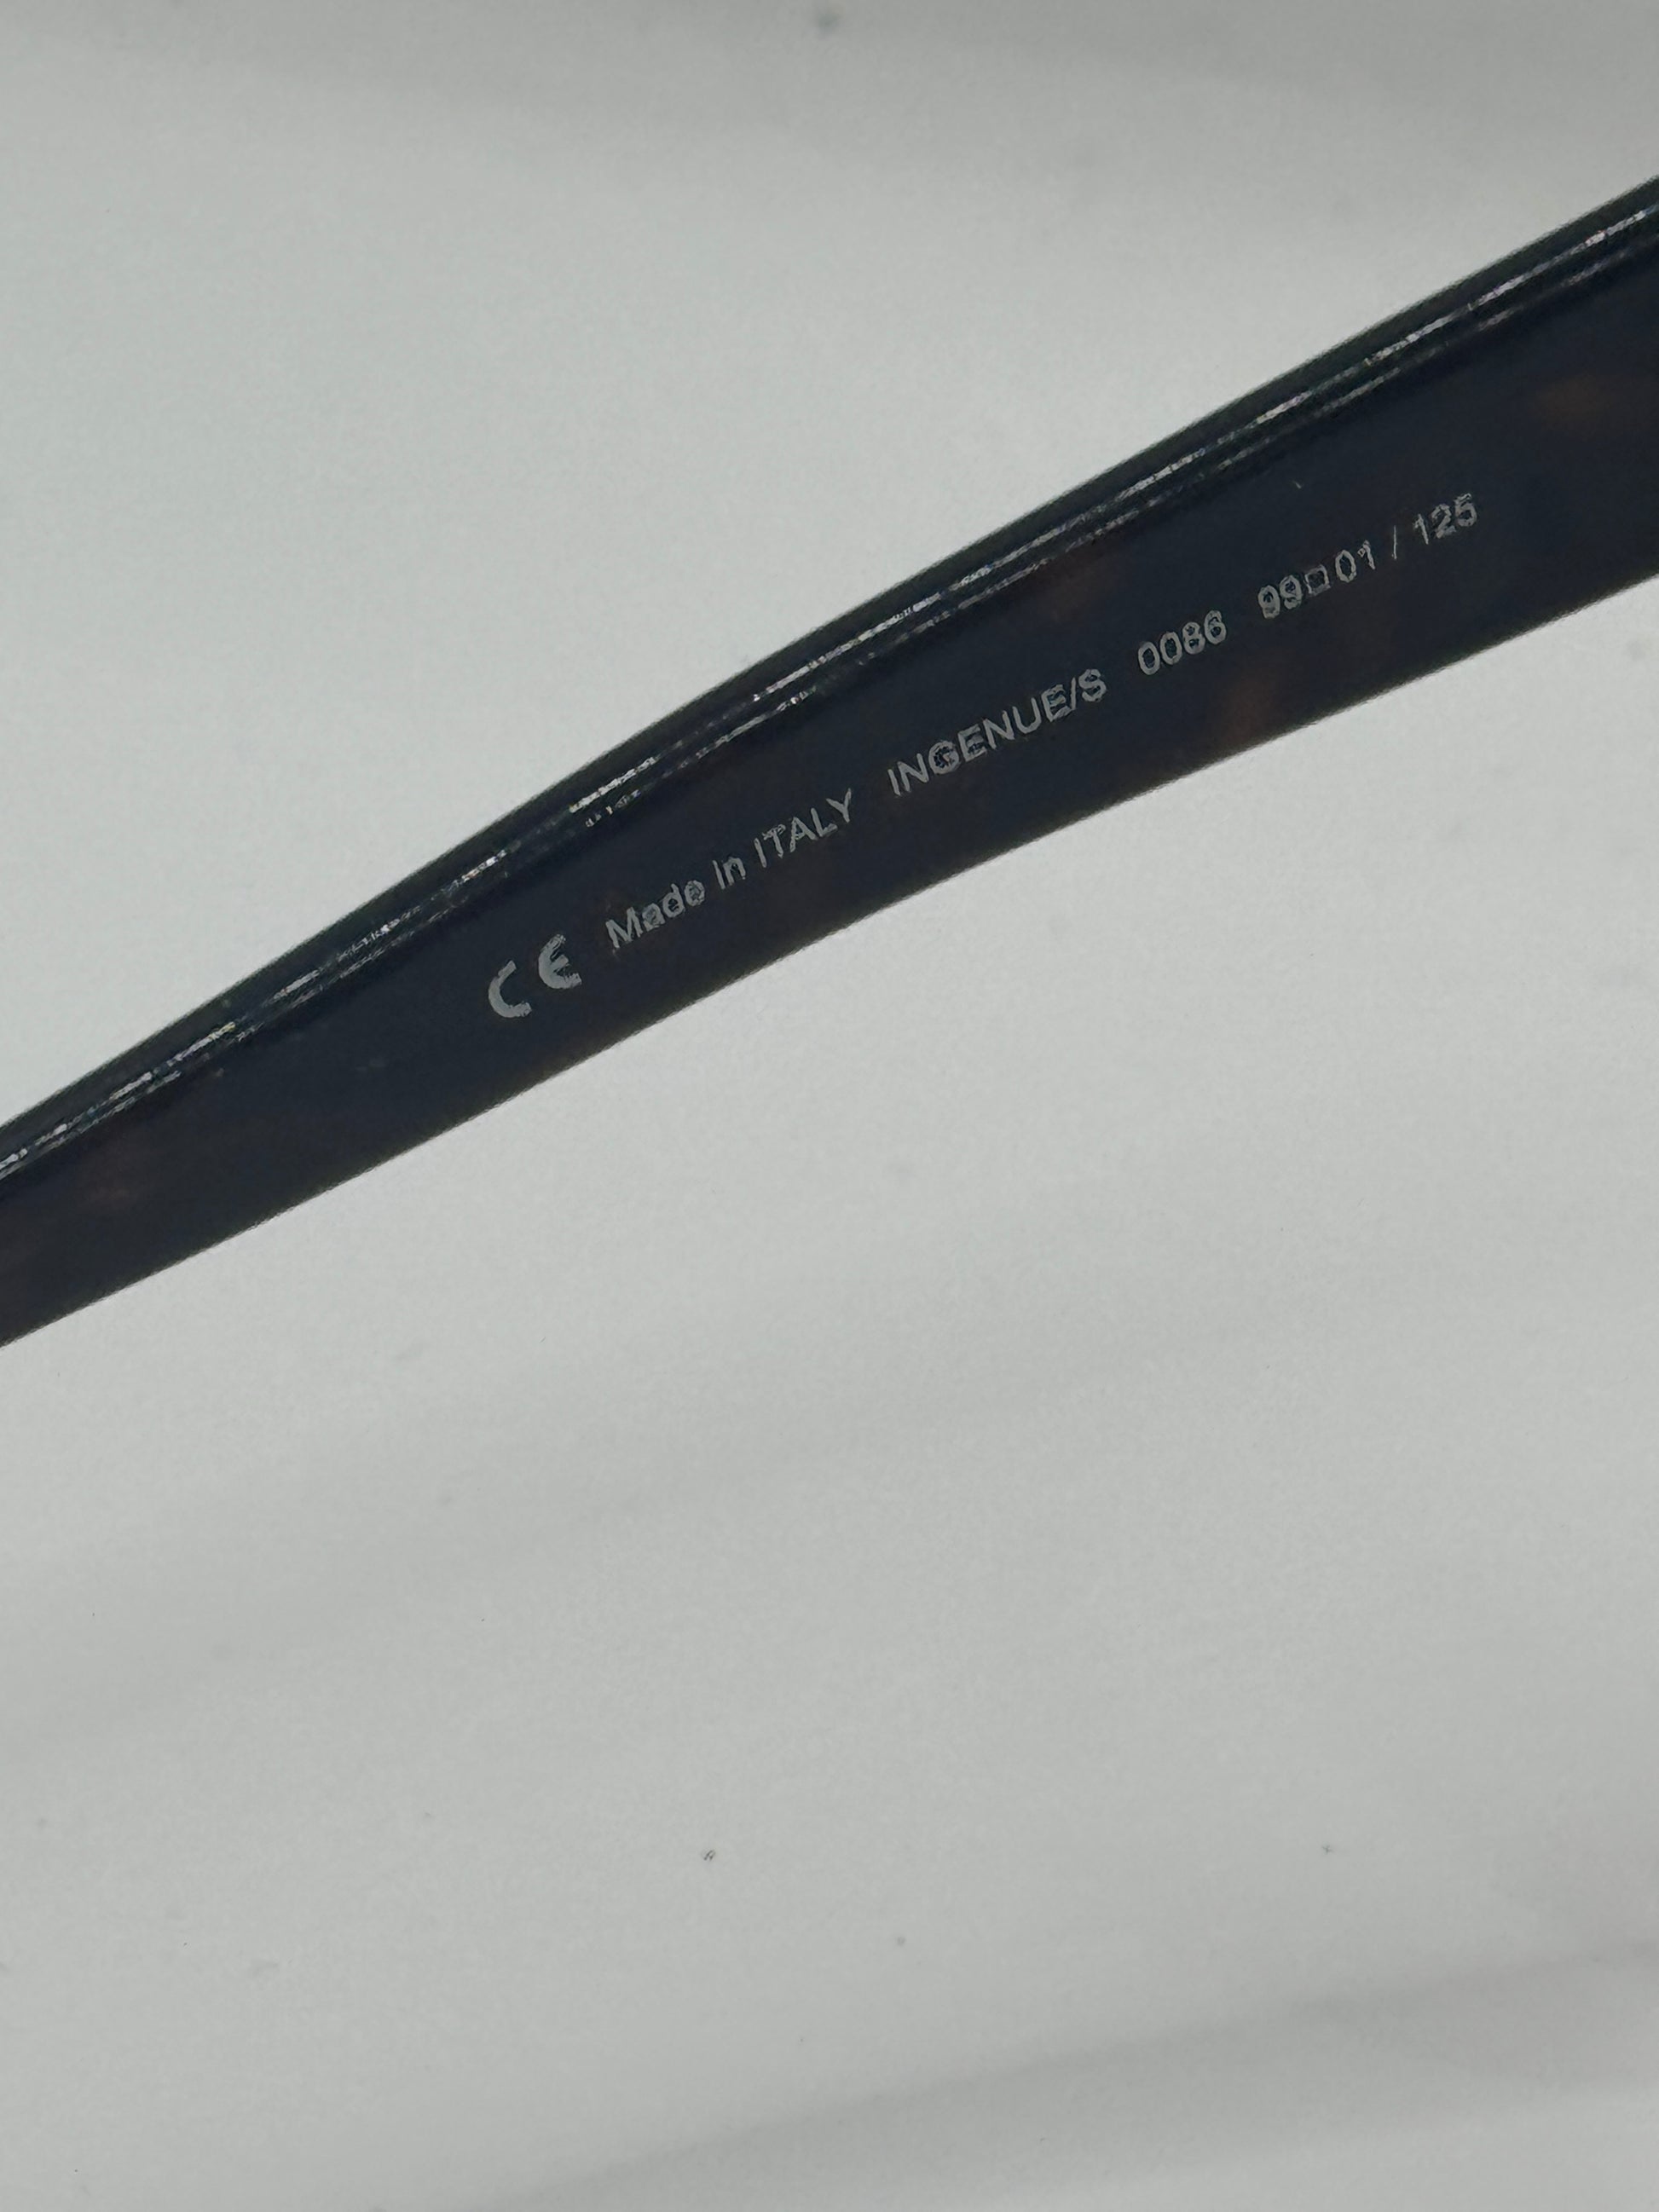 CE Made in ITALY INGENUE/S 0086 99□01 / 125